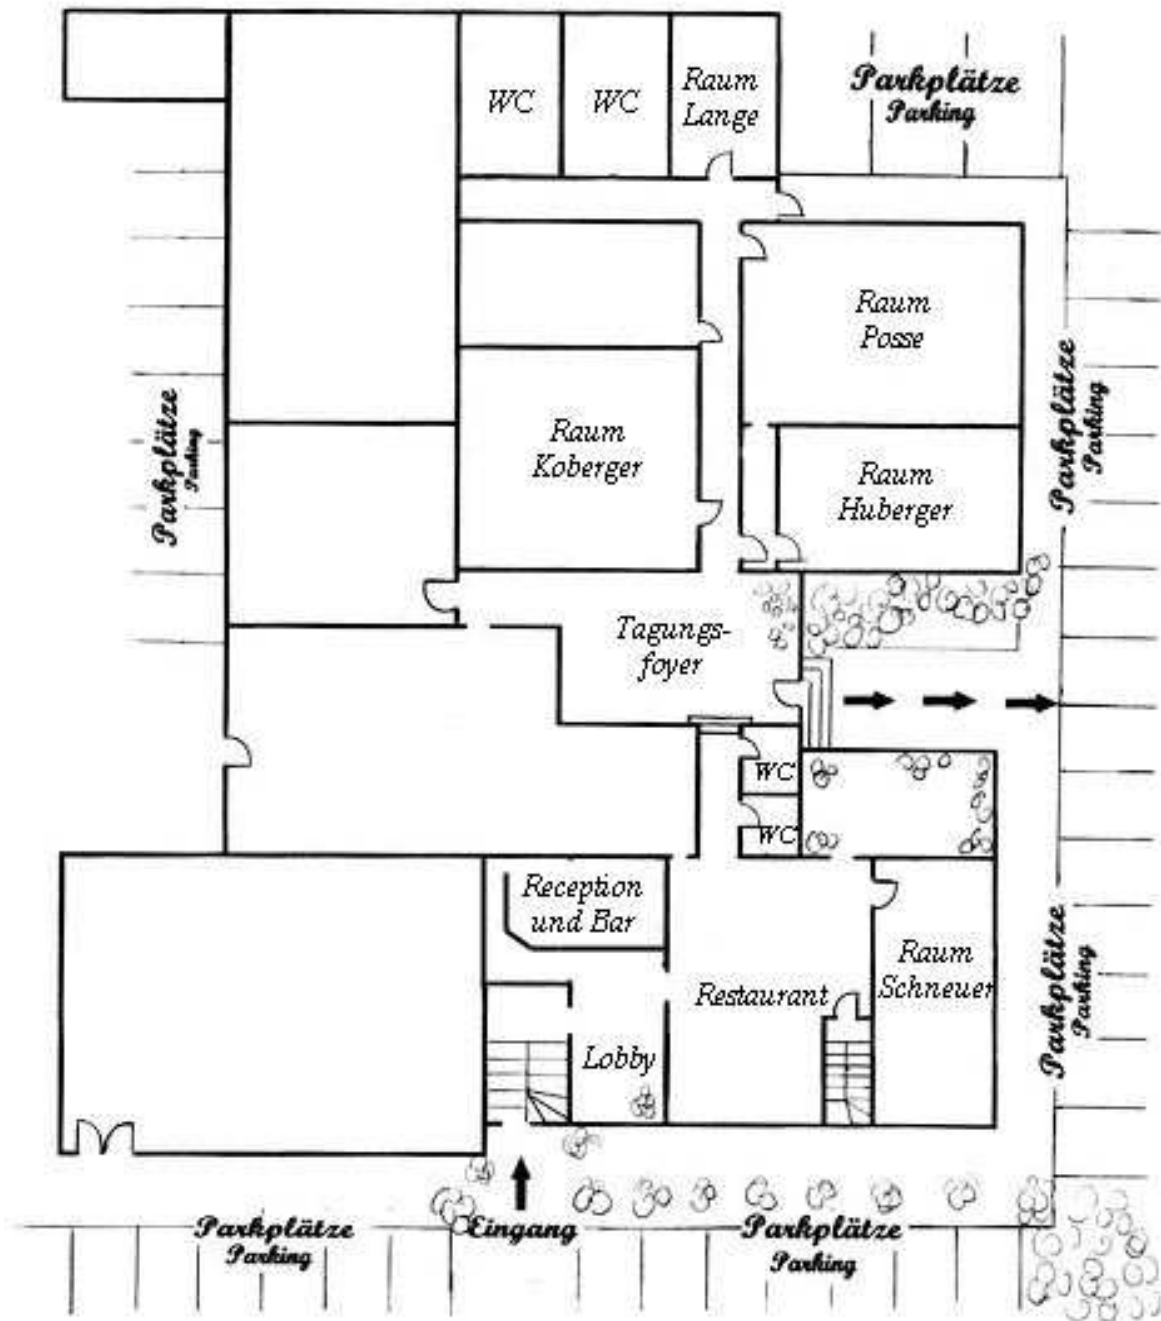 WC
WC
Raum
Lange
Parkplätze
Parking
Raum
Posse
Parkplätze
Parking
Parkplätze
Parking
Raum
Koberger
Raum
Huberger
Tagungs-
foyer
WC
WC
Reception
und Bar
Raum
Schneuer
Restaurant
Lobby
Parkplätze
Parking
Parkplätze
Parking
Eingang
Parkplätze
Parking